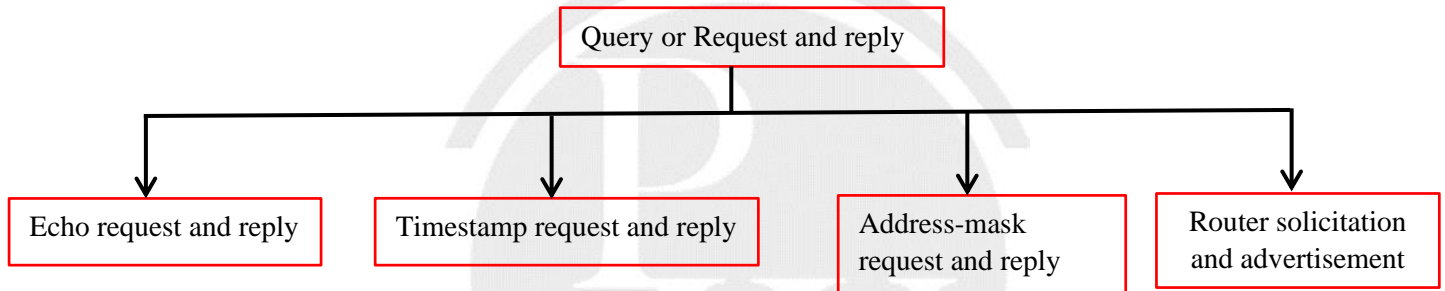 Query or Request and reply
Echo request and reply
Timestamp request and reply
Address-mask
request and reply
Router solicitation
and advertisement